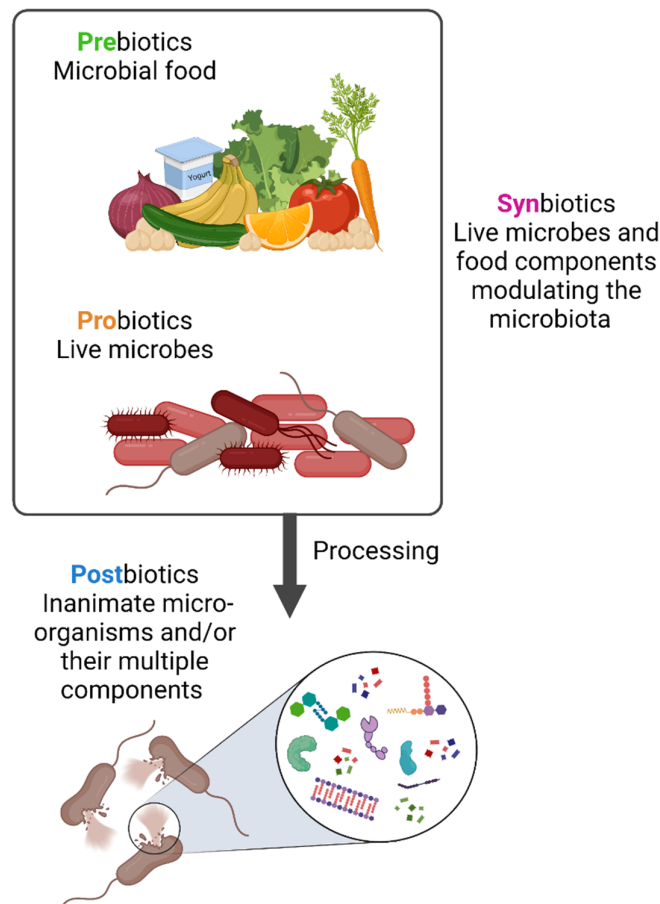 Prebiotics
Microbial food
Yogurt
Synbiotics
Live microbes and
food components
modulating the
microbiota
Probiotics
Live microbes
Processing
Postbiotics
Inanimate micro-
organisms and/or
their multiple
components